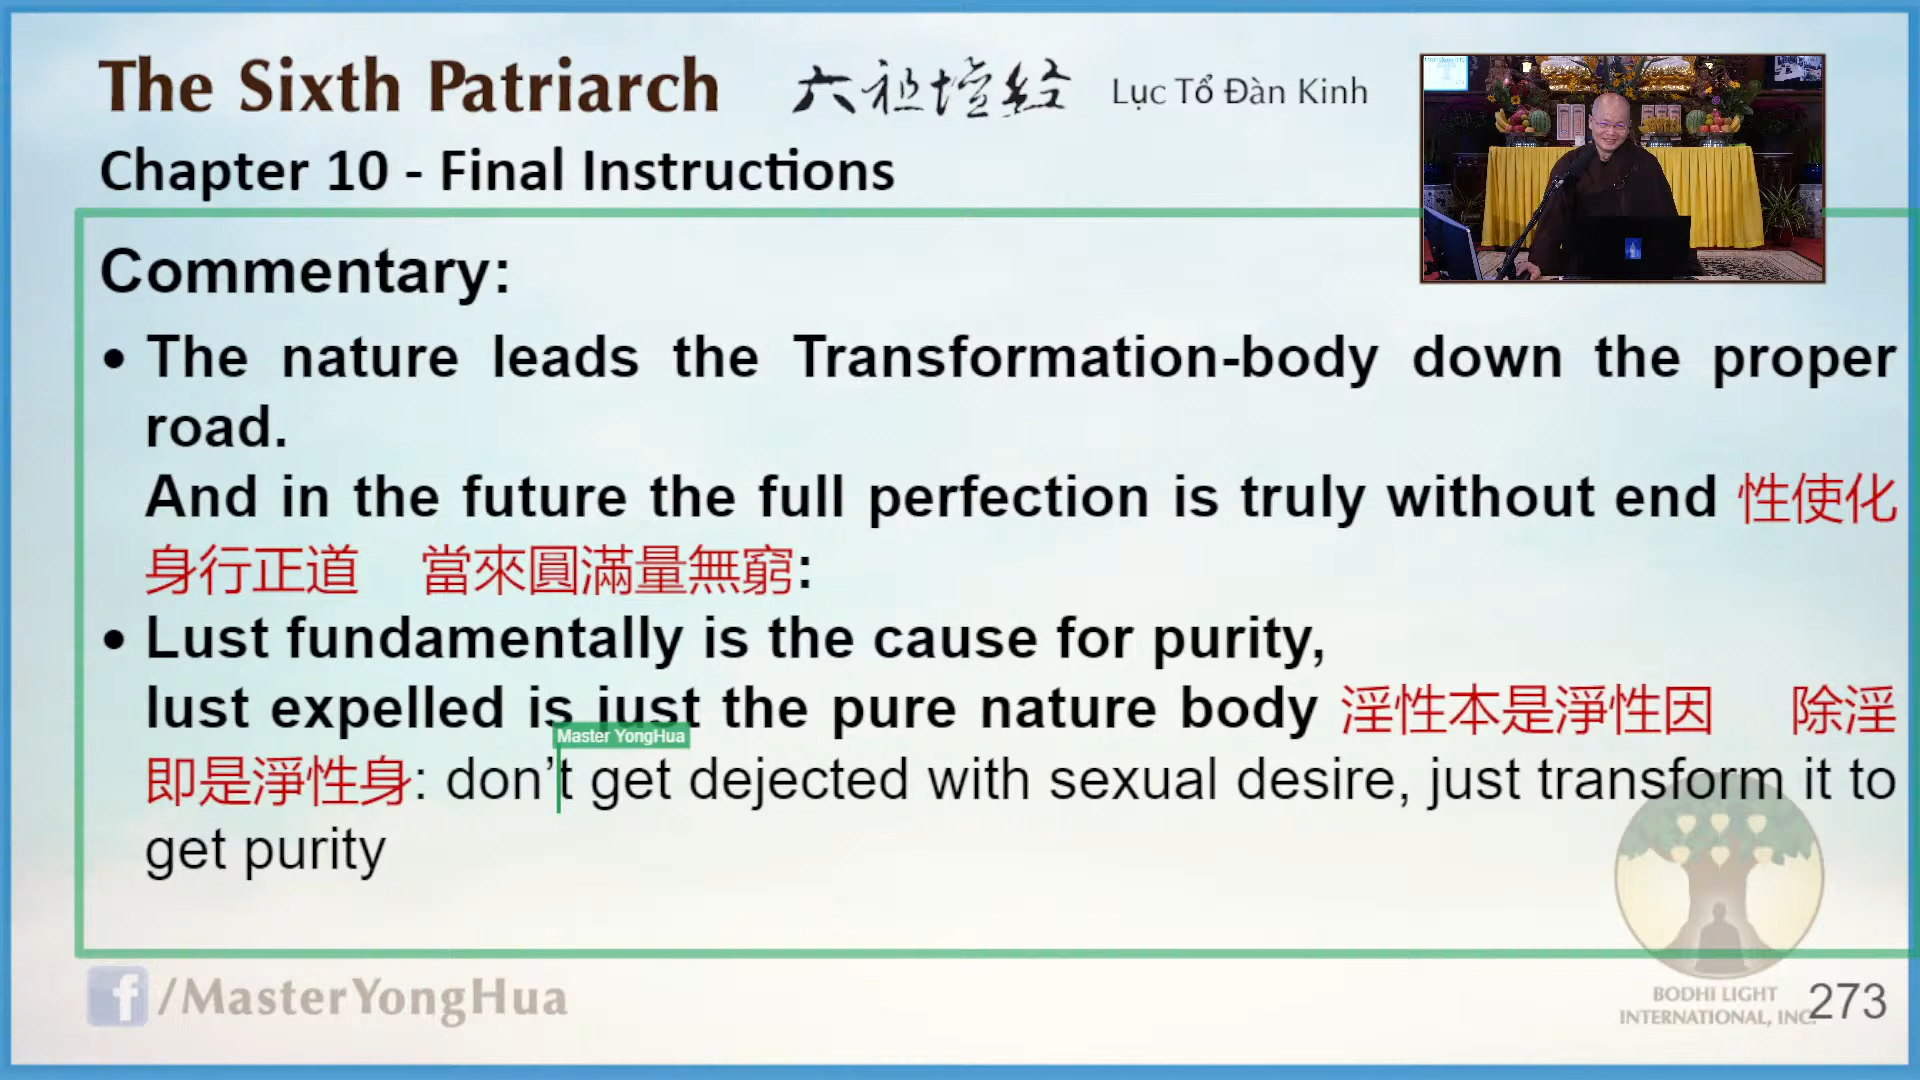 The Sixth Patriarch 六祖壇経 Lục Tổ Đàn Kinh
Chapter 10 - Final Instructions
Commentary:
• The nature leads the Transformation-body down the proper
road.
And in the future the full perfection is truly without end 性使化
身行正道 當來圓滿量無窮:
• Lust fundamentally is the cause for purity,
lust expelled is just the pure nature body 淫性本是淨性因 除淫
Master YongHua
即是淨性身: don’t get dejected with sexual desire, just transform it to
get purity
f/MasterYongHua
BODHI LIGHT
INTERNATIONAL, INC.
273